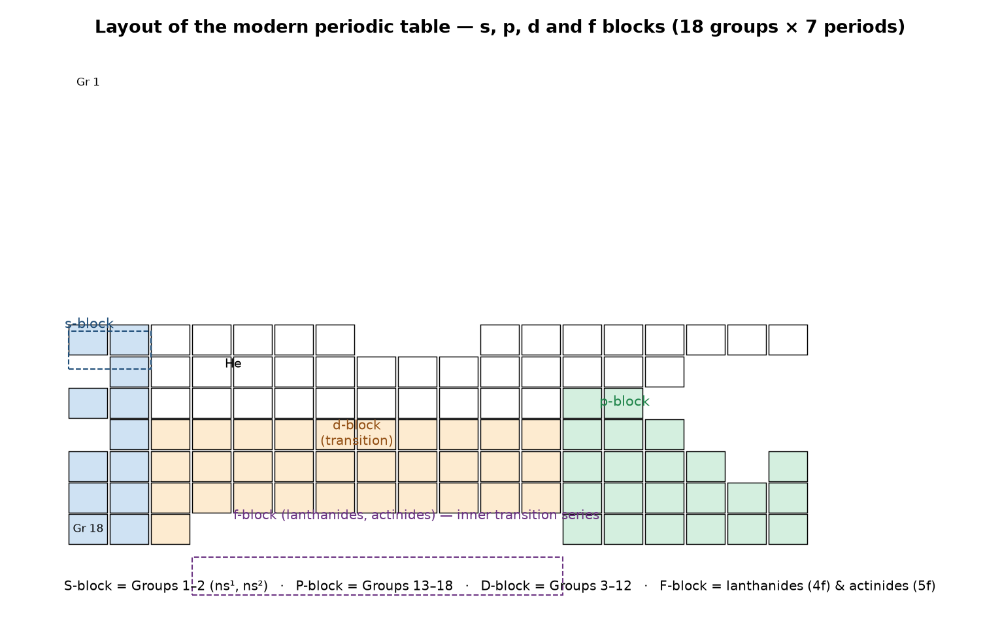 Layout of the modern periodic table — s, p, d and f blocks (18 groups × 7 periods)
Gr 1
s-block
He
p-block
d-block
(transition)
f-block (lanthanides, actinides) — inner transition series
Gr 18
S-block = Groups 1–2 (ns¹, ns²) · P-block = Groups 13–18 · D-block = Groups 3–12 · F-block = lanthanides (4f) & actinides (5f)